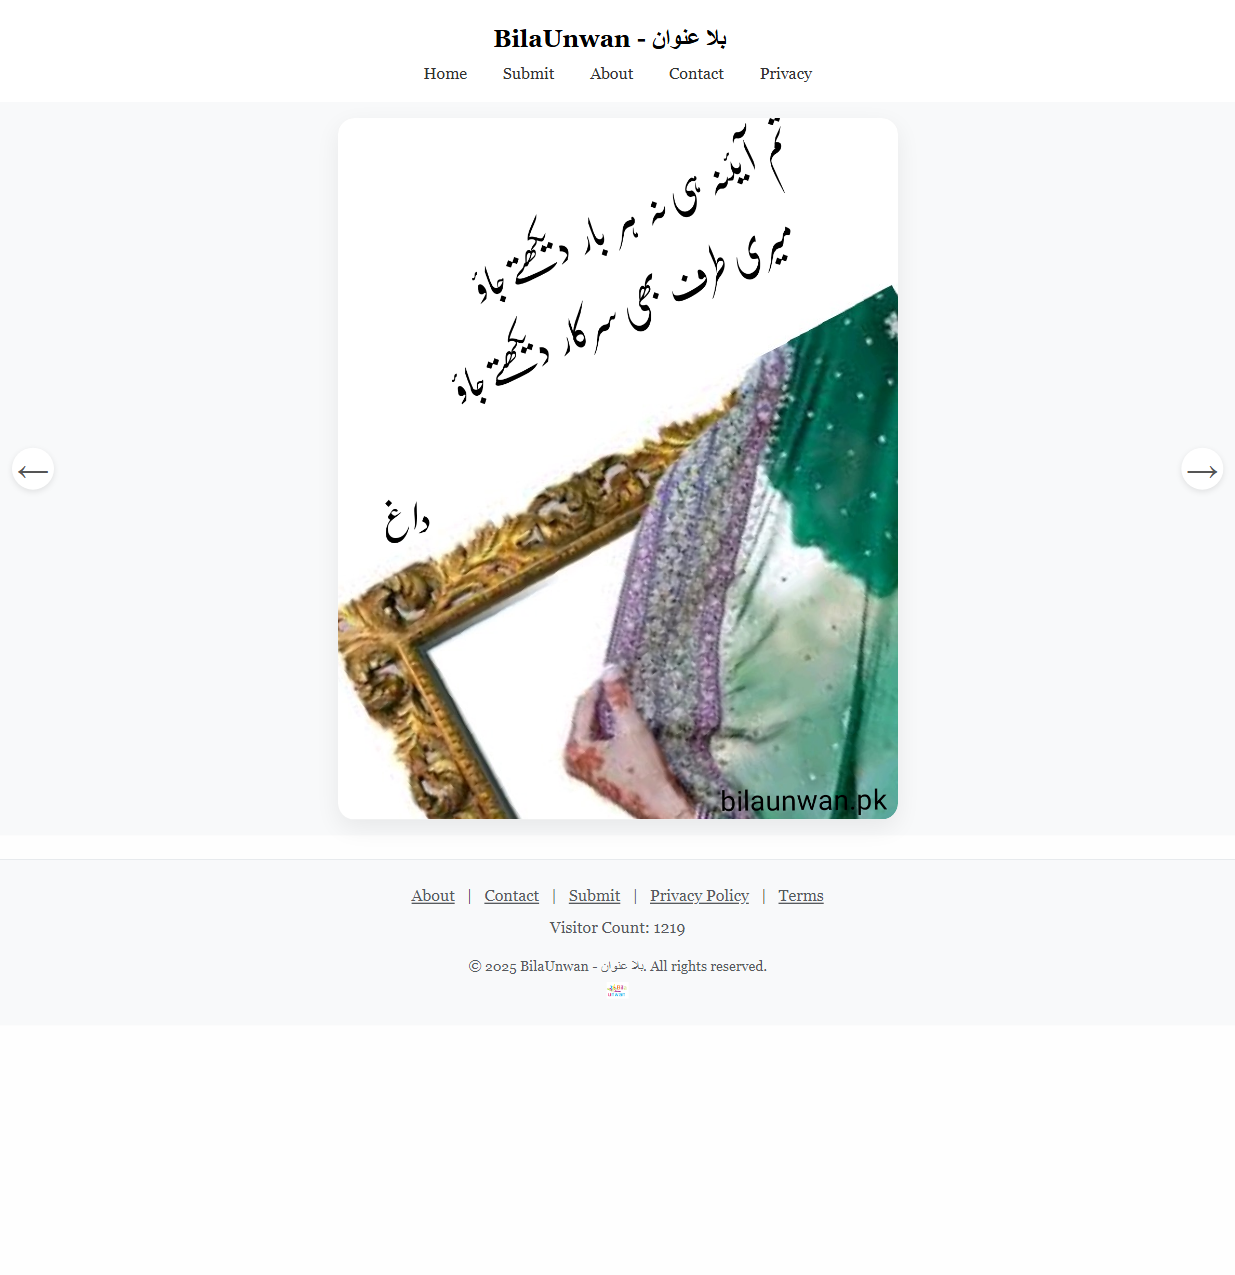 BilaUnwan - بلا عنوان
Home Submit About Contact Privacy
تم آیئنہ ہی نہ ہر بار دیکھتے جاؤ
میری طرف بھی سرکار دیکھتے جاؤ
داغ
bilaunwan.pk
←
→
About | Contact | Submit | Privacy Policy | Terms
Visitor Count: 1219
© 2025 BilaUnwan - بلا عنوان. All rights reserved.